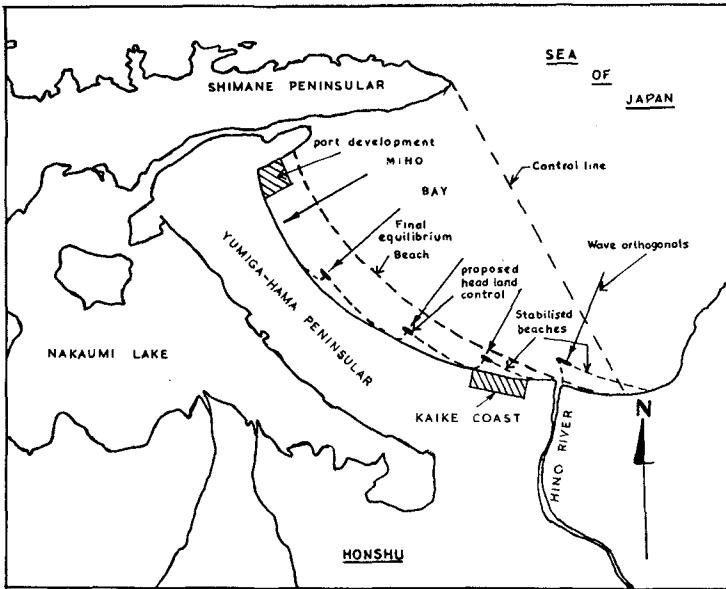 SEA
OF
JAPAN
SHIMANE PENINSULAR
port development
MIHO
BAY
Control line
Final
equilibrium
Beach
Wave orthogonals
proposed
head land
control
Stabilised
beaches
YUMIGA-HAMA PENINSULAR
NAKAUMI LAKE
KAIKE COAST
HINO RIVER
N
HONSHU